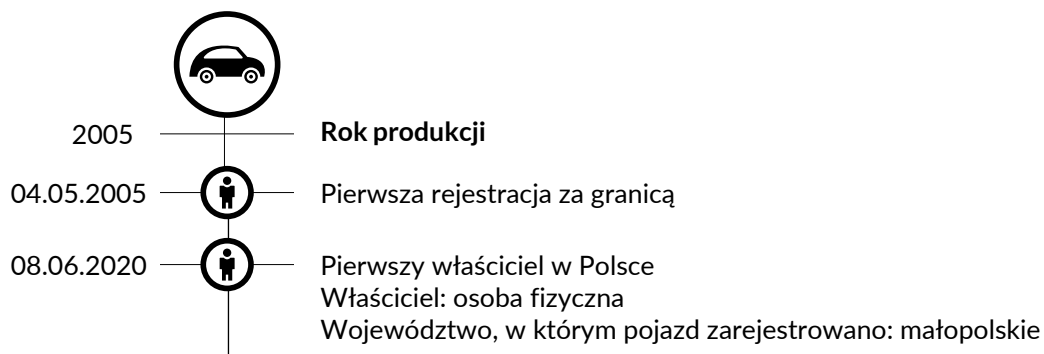 2005 Rok produkcji
04.05.2005 Pierwsza rejestracja za granicą
08.06.2020 Pierwszy właściciel w Polsce
Właściciel: osoba fizyczna
Województwo, w którym pojazd zarejestrowano: małopolskie